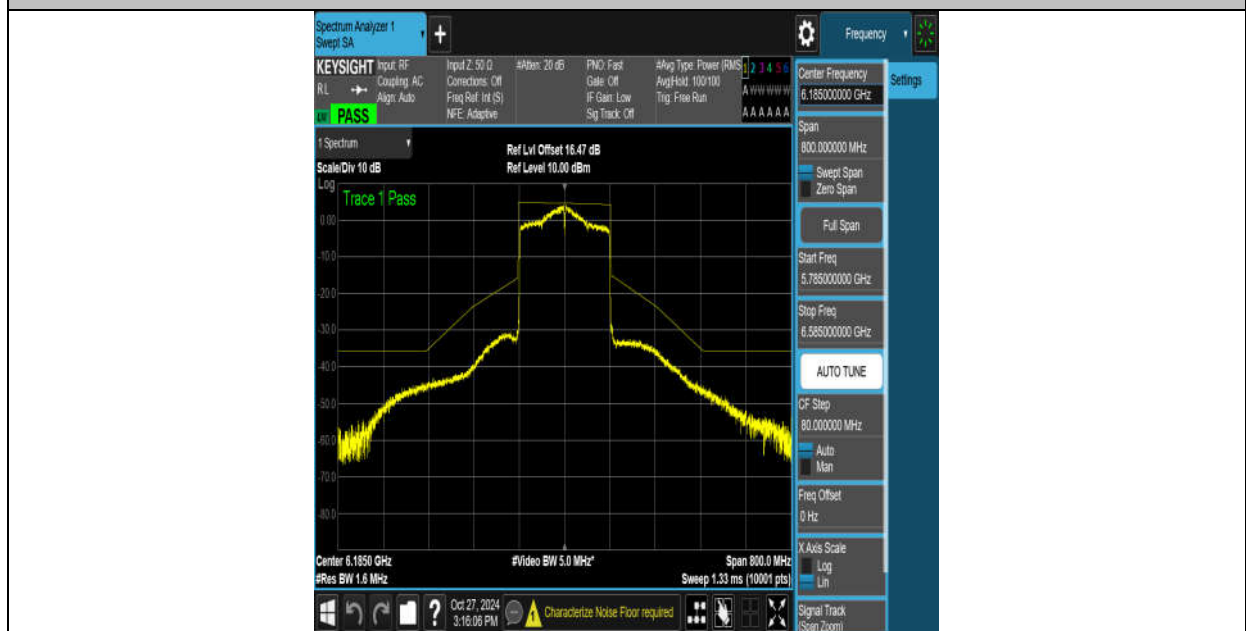 Spectrum Analyzer 1
Swept SA
+
Frequency
KEYSIGHT
RL
LW PASS
Input: RF
Coupling: AC
Align: Auto
Input Z: 50 Ω
Corrections: Off
Freq Ref: Int (S)
NFE: Adaptive
#Atten: 20 dB
PNO: Fast
Gate: Off
IF Gain: Low
Sig Track: Off
#Avg Type: Power (RMS
Avg|Hold: 100/100
Trig: Free Run
1 2 3 4 5 6
A W W W W W
A A A A A A
Center Frequency
6.185000000 GHz
Settings
Span
800.000000 MHz
Swept Span
Zero Span
Full Span
Start Freq
5.785000000 GHz
Stop Freq
6.585000000 GHz
AUTO TUNE
CF Step
80.000000 MHz
Auto
Man
Freq Offset
0 Hz
X Axis Scale
Log
Lin
Signal Track
(Span Zoom)
1 Spectrum
Scale/Div 10 dB
Ref Lvl Offset 16.47 dB
Ref Level 10.00 dBm
Log
Trace 1 Pass
0.00
-10.0
-20.0
-30.0
-40.0
-50.0
-60.0
-70.0
-80.0
Center 6.1850 GHz
#Res BW 1.6 MHz
#Video BW 5.0 MHz*
Span 800.0 MHz
Sweep 1.33 ms (10001 pts)
?
Oct 27, 2024
3:16:06 PM
Characterize Noise Floor required